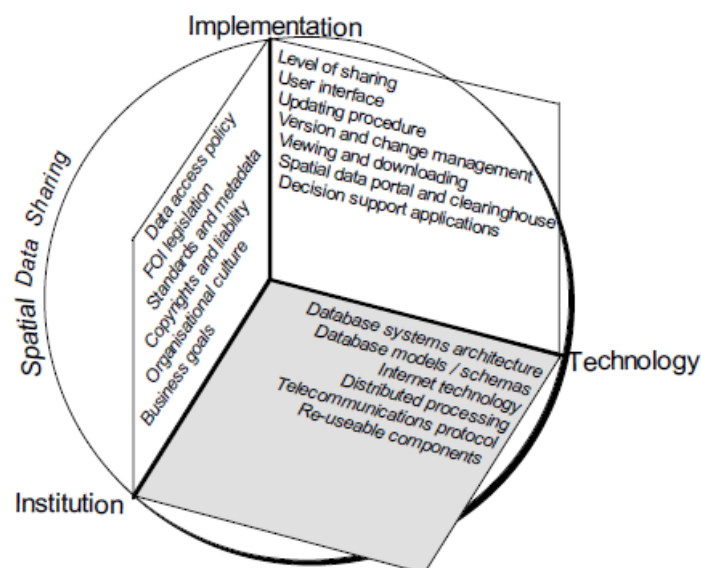 Implementation
Level of sharing
User interface
Updating procedure
Version and change management
Viewing and downloading
Spatial data portal and clearinghouse
Decision support applications
Spatial Data Sharing
Data access policy
FOI legislation
Standards and metadata
Copyrights and liability
Organisational culture
Business goals
Database systems architecture
Database models / schemas
Internet technology
Distributed processing
Telecommunications protocol
Re-useable components
Technology
Institution